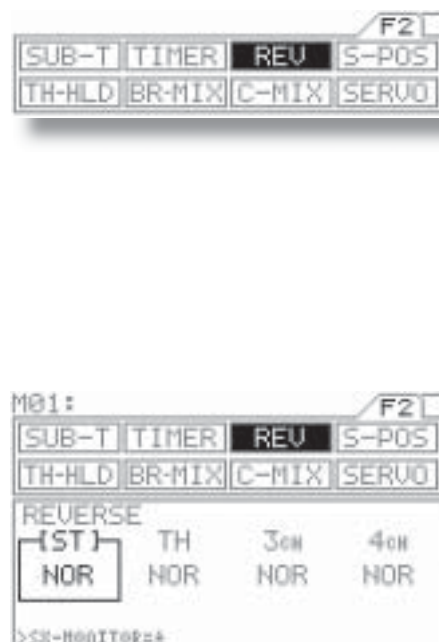 F2
SUB-T TIMER REV S-POS
TH-HLD BR-MIX C-MIX SERVO
M01:
F2
SUB-T TIMER REV S-POS
TH-HLD BR-MIX C-MIX SERVO
REVERSE
[ST] TH 3CH 4CH
NOR NOR NOR NOR